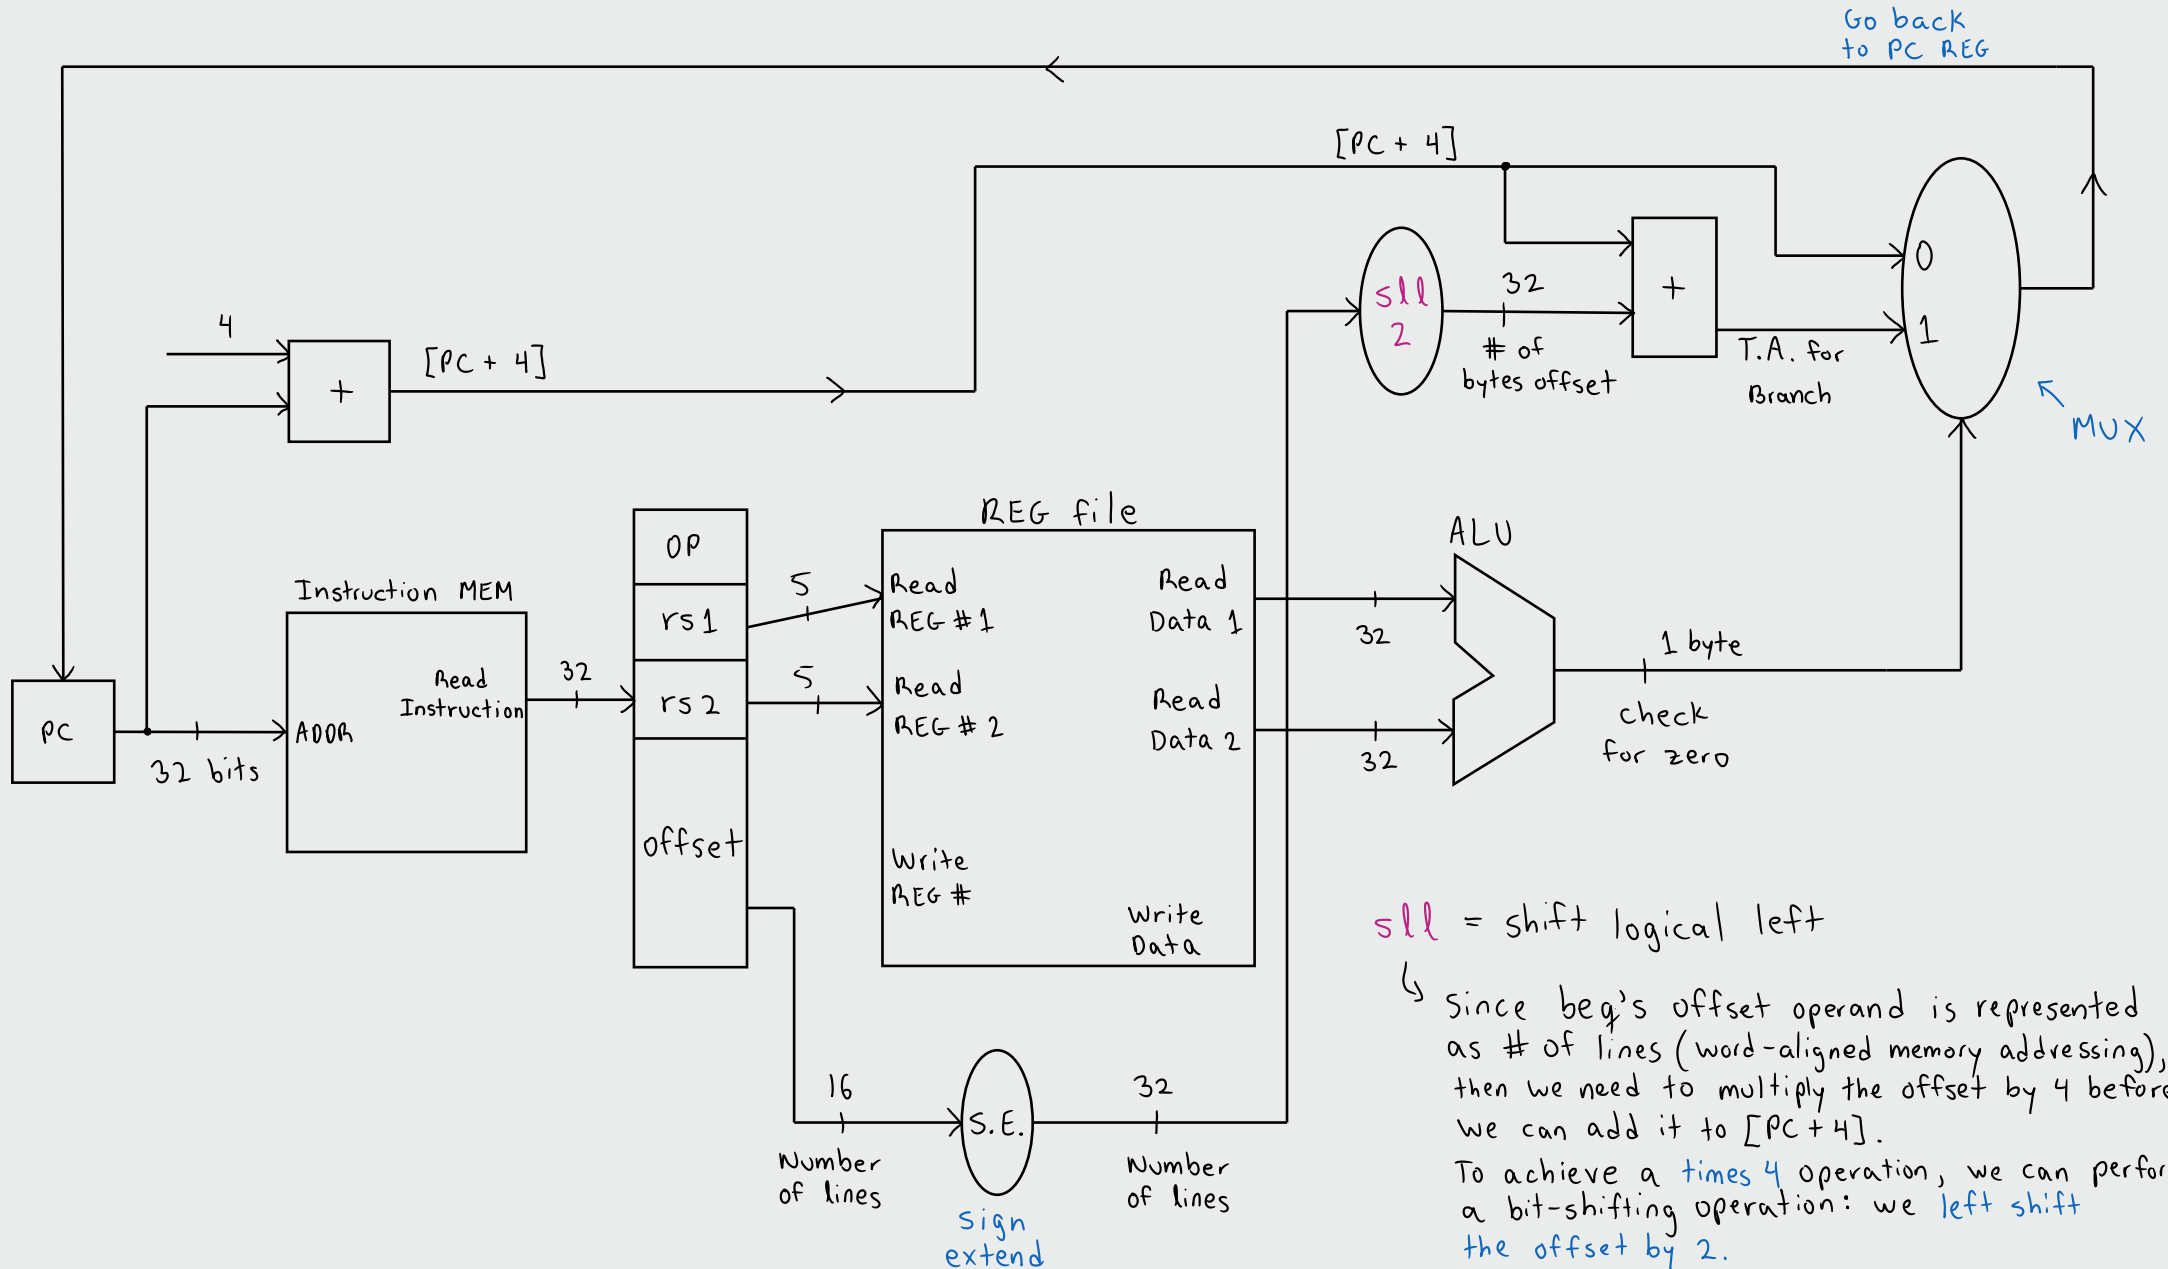 Go back
to PC REG
[PC + 4]
4
+
[PC + 4]
sll
2
32
# of
bytes offset
+
T.A. for
Branch
0
1
MUX
PC
32 bits
Instruction MEM
ADDR
Read
Instruction
32
OP
rs1
rs2
offset
5
5
REG file
Read
REG #1
Read
REG # 2
Write
REG #
Read
Data 1
Read
Data 2
Write
Data
32
32
ALU
1 byte
check
for zero
16
Number
of lines
S.E.
sign
extend
32
Number
of lines
sll = shift logical left
Since beq's offset operand is represented
as # of lines (word-aligned memory addressing),
then we need to multiply the offset by 4 before
we can add it to [PC + 4].
To achieve a times 4 operation, we can perfor
a bit-shifting operation: we left shift
the offset by 2.